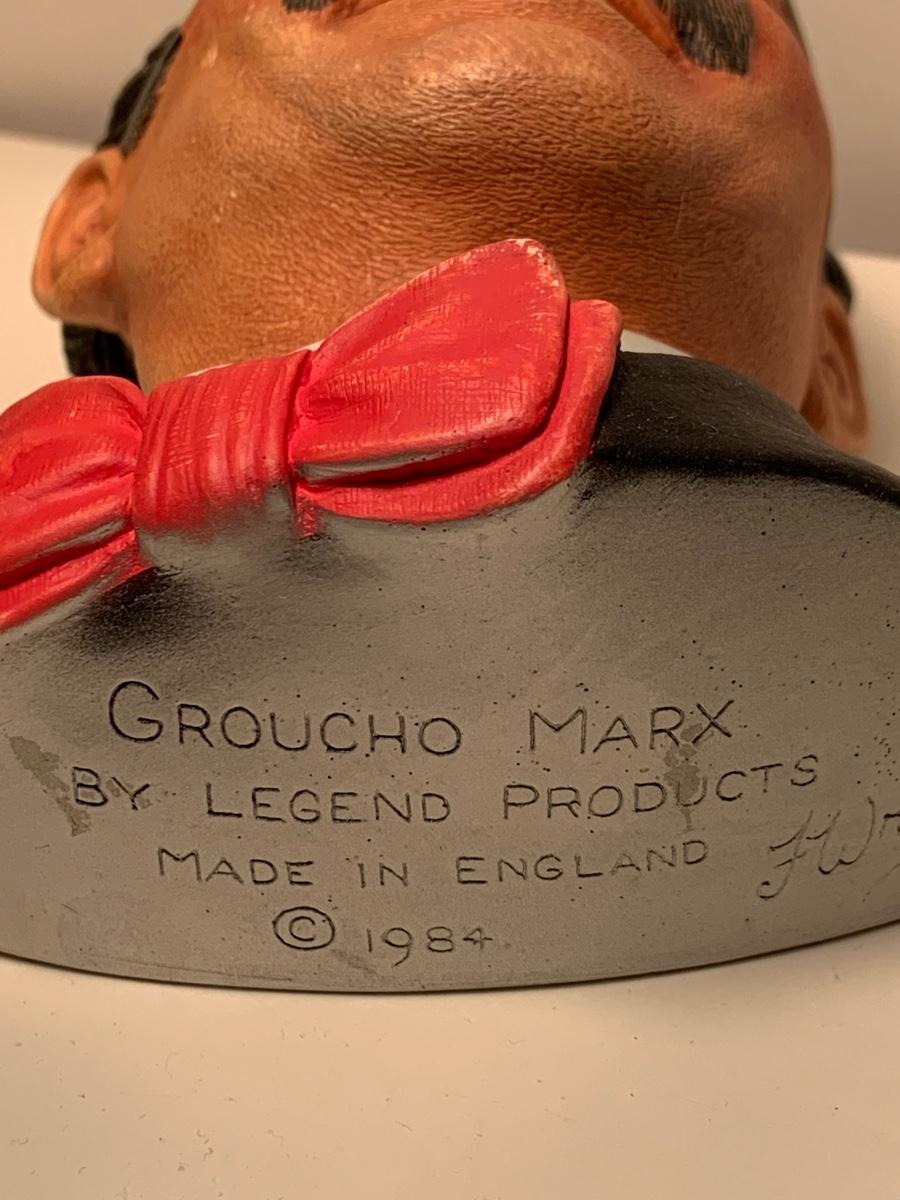 GROUCHO MARX
BY LEGEND PRODUCTS
MADE IN ENGLAND
© 1984